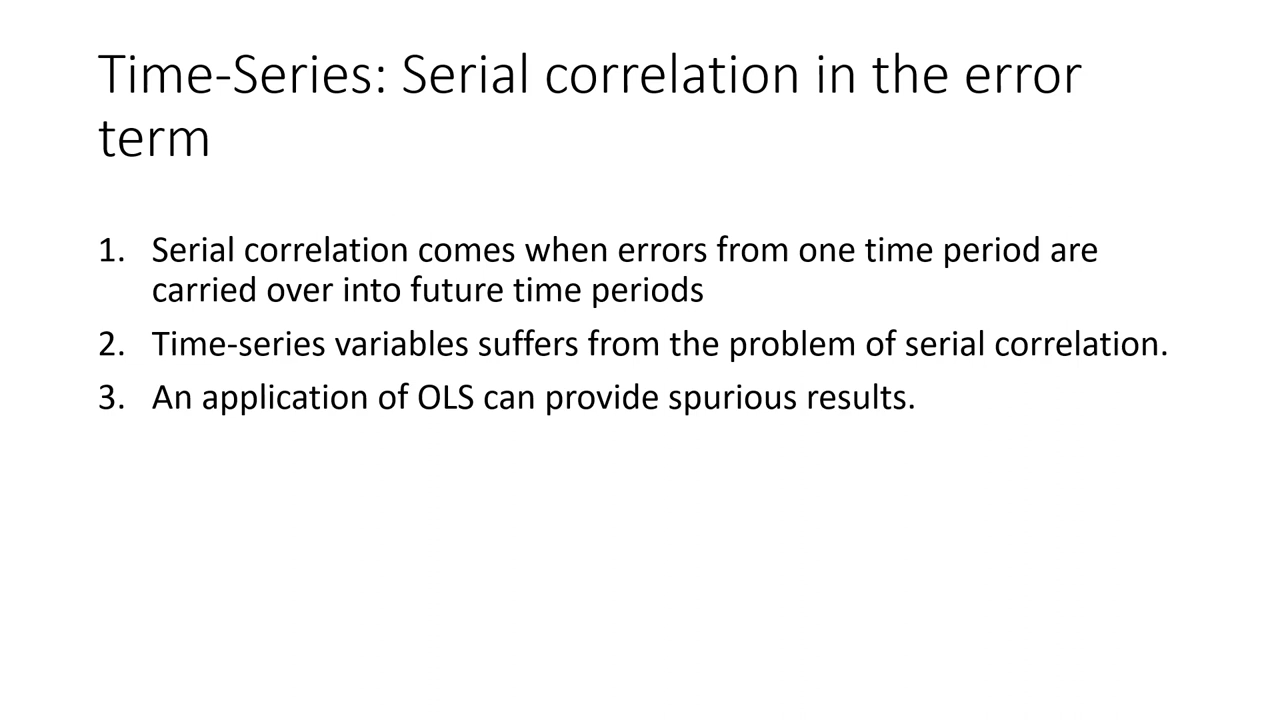 Time-Series: Serial correlation in the error
term
1. Serial correlation comes when errors from one time period are
carried over into future time periods
2. Time-series variables suffers from the problem of serial correlation.
3. An application of OLS can provide spurious results.